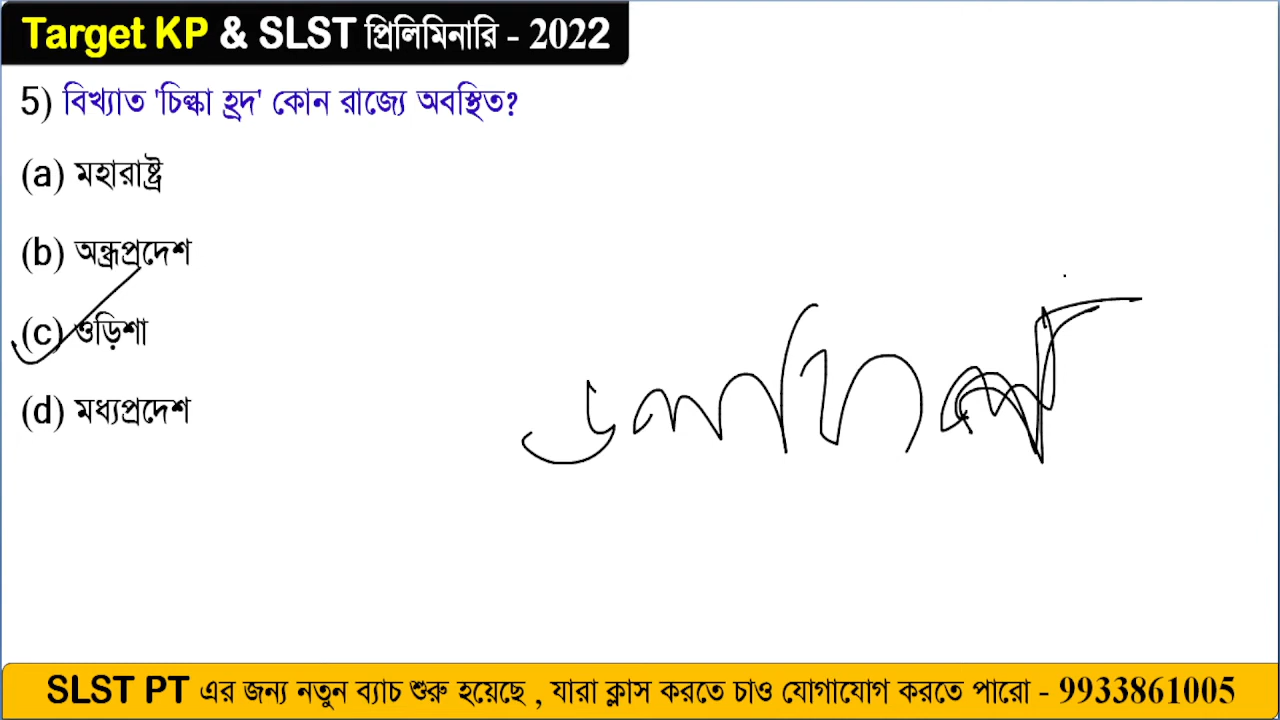 Target KP & SLST প্রিলিমিনারি - 2022
5) বিখ্যাত 'চিল্কা হ্রদ' কোন রাজ্যে অবস্থিত?
(a) মহারাষ্ট্র
(b) অন্ধ্রপ্রদেশ
(c) ওড়িশা
(d) মধ্যপ্রদেশ
SLST PT এর জন্য নতুন ব্যাচ শুরু হয়েছে , যারা ক্লাস করতে চাও যোগাযোগ করতে পারো - 9933861005